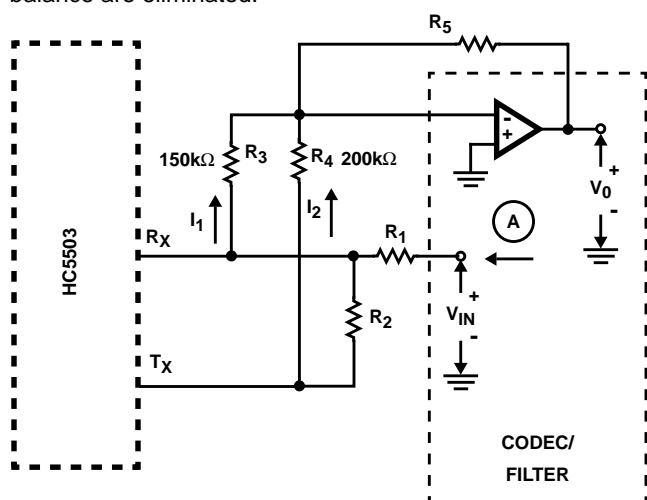 balance are eliminated.
R5
150kΩ R3
R4 200kΩ
-
+
+
V0
-
I1
I2
A
RX
R1
HC5503
R2
+
VIN
-
TX
CODEC/
FILTER